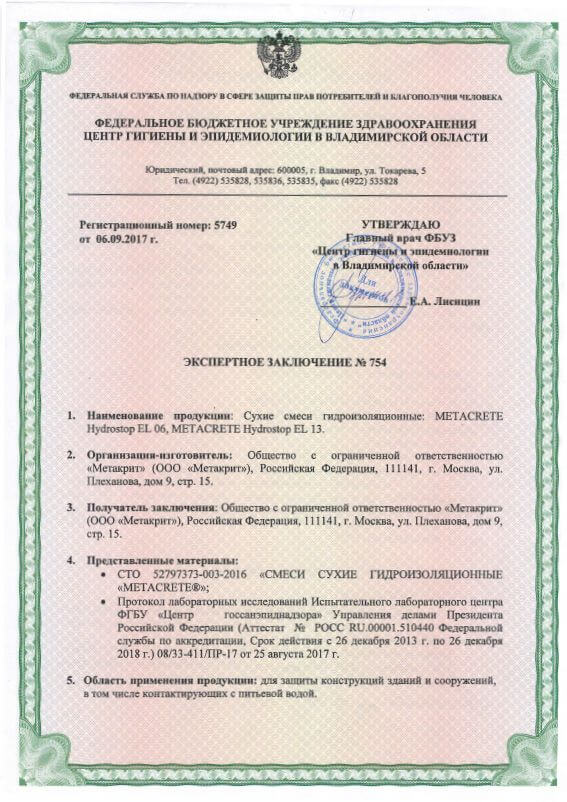 ФЕДЕРАЛЬНАЯ СЛУЖБА ПО НАДЗОРУ В СФЕРЕ ЗАЩИТЫ ПРАВ ПОТРЕБИТЕЛЕЙ И БЛАГОПОЛУЧИЯ ЧЕЛОВЕКА
ФЕДЕРАЛЬНОЕ БЮДЖЕТНОЕ УЧРЕЖДЕНИЕ ЗДРАВООХРАНЕНИЯ
ЦЕНТР ГИГИЕНЫ И ЭПИДЕМИОЛОГИИ В ВЛАДИМИРСКОЙ ОБЛАСТИ
Юридический, почтовый адрес: 600005, г. Владимир, ул. Токарева, 5
Тел. (4922) 535828, 535836, 535835, факс (4922) 535828
Регистрационный номер: 5749
от 06.09.2017 г.
УТВЕРЖДАЮ
Главный врач ФБУЗ
«Центр гигиены и эпидемиологии
в Владимирской области»
Для
документов
Е.А. Лисицин
ЭКСПЕРТНОЕ ЗАКЛЮЧЕНИЕ № 754
1. Наименование продукции: Сухие смеси гидроизоляционные: METACRETE
Hydrostop EL 06, METACRETE Hydrostop EL 13.
2. Организация-изготовитель: Общество с ограниченной ответственностью
«Метакрит» (ООО «Метакрит»), Российская Федерация, 111141, г. Москва, ул.
Плеханова, дом 9, стр. 15.
3. Получатель заключения: Общество с ограниченной ответственностью «Метакрит»
(ООО «Метакрит»), Российская Федерация, 111141, г. Москва, ул. Плеханова, дом 9,
стр. 15.
4. Представленные материалы:
• СТО 52797373-003-2016 «СМЕСИ СУХИЕ ГИДРОИЗОЛЯЦИОННЫЕ
«METACRETE®»;
• Протокол лабораторных исследований Испытательного лабораторного центра
ФГБУ «Центр госсанэпиднадзора» Управления делами Президента
Российской Федерации (Аттестат № РОСС RU.00001.510440 Федеральной
службы по аккредитации, Срок действия с 26 декабря 2013 г. по 26 декабря
2018 г.) 08/33-411/ПР-17 от 25 августа 2017 г.
5. Область применения продукции: для защиты конструкций зданий и сооружений,
в том числе контактирующих с питьевой водой.